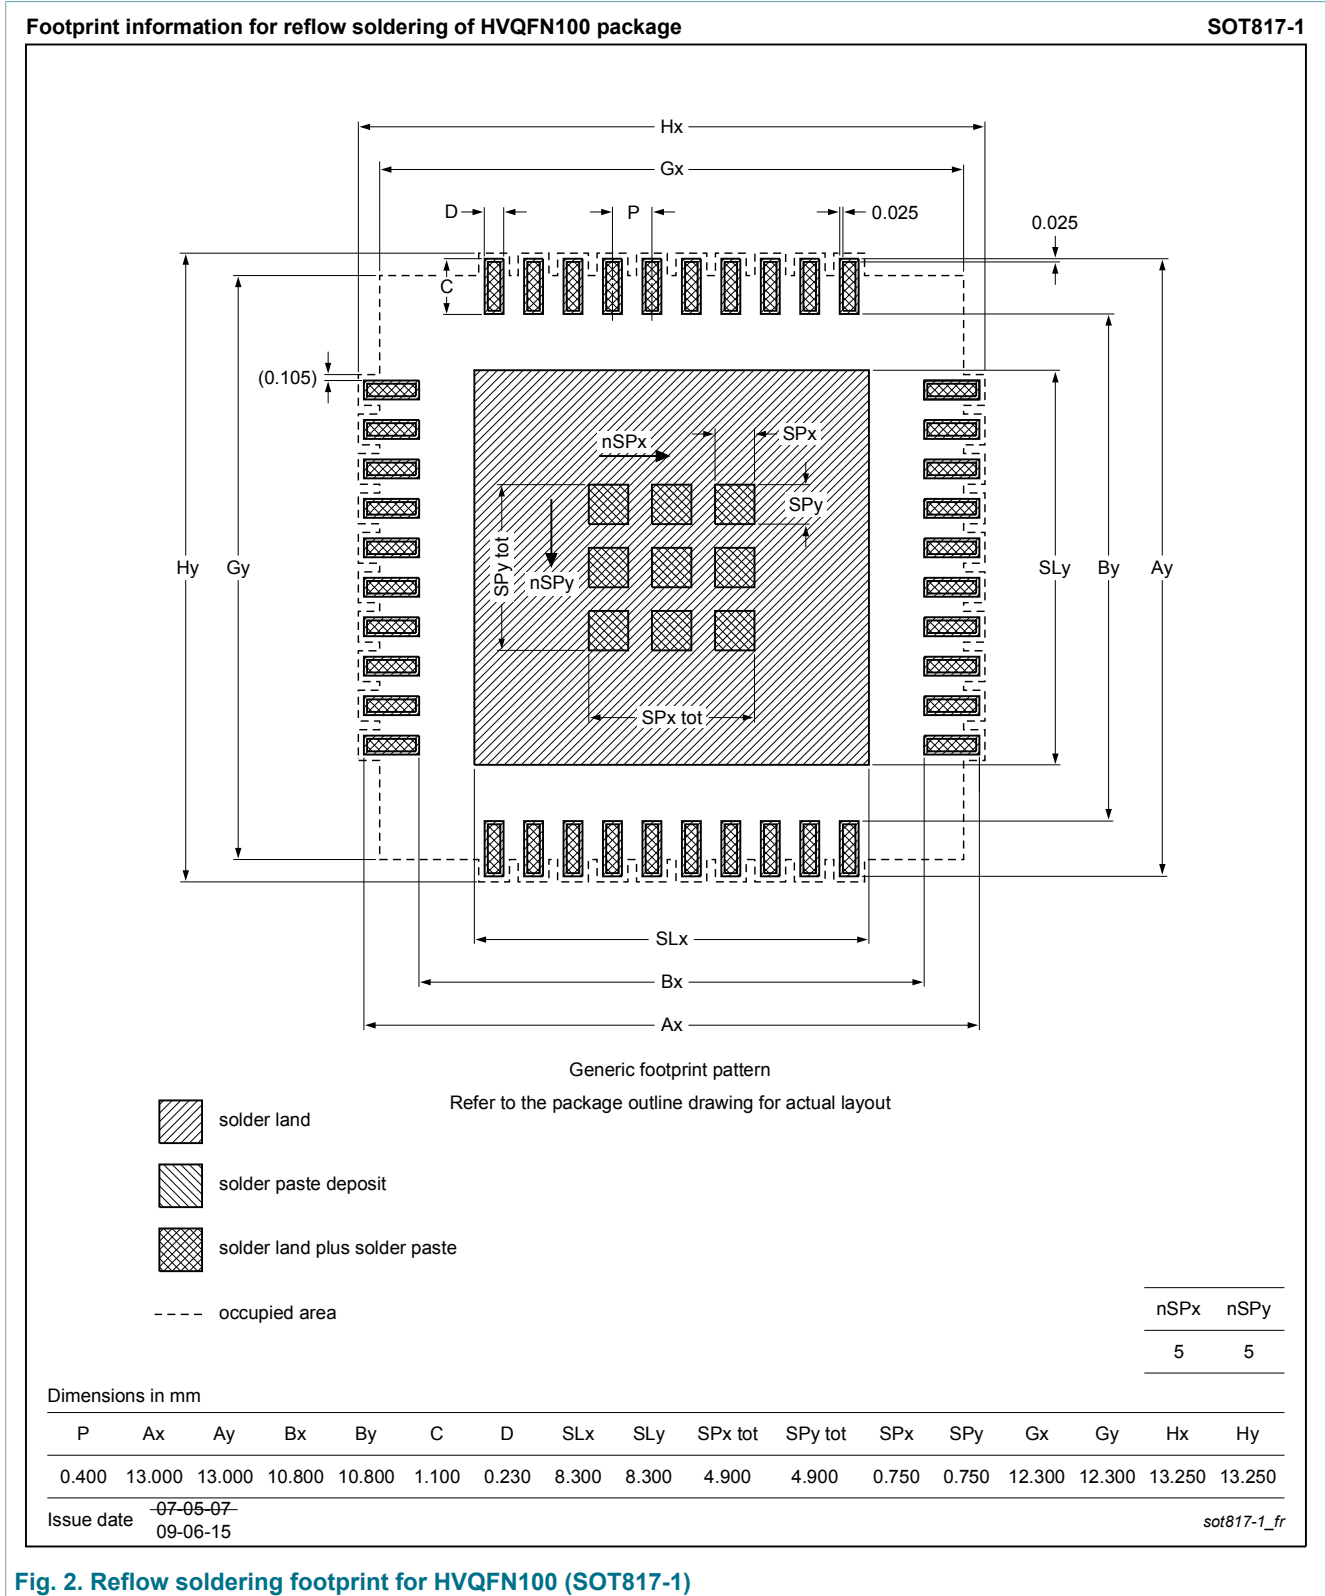 Footprint information for reflow soldering of HVQFN100 package SOT817-1
Hx
Gx
D P 0.025
0.025
C
(0.105)
nSPx SPx
SPy
SPy tot
nSPy
Hy Gy SLy By Ay
SPx tot
SLx
Bx
Ax
Generic footprint pattern
Refer to the package outline drawing for actual layout
solder land
solder paste deposit
solder land plus solder paste
occupied area
nSPx nSPy
5 5
Dimensions in mm
P Ax Ay Bx By C D SLx SLy SPx tot SPy tot SPx SPy Gx Gy Hx Hy
0.400 13.000 13.000 10.800 10.800 1.100 0.230 8.300 8.300 4.900 4.900 0.750 0.750 12.300 12.300 13.250 13.250
Issue date 07-05-07
09-06-15
sot817-1_fr
Fig. 2. Reflow soldering footprint for HVQFN100 (SOT817-1)